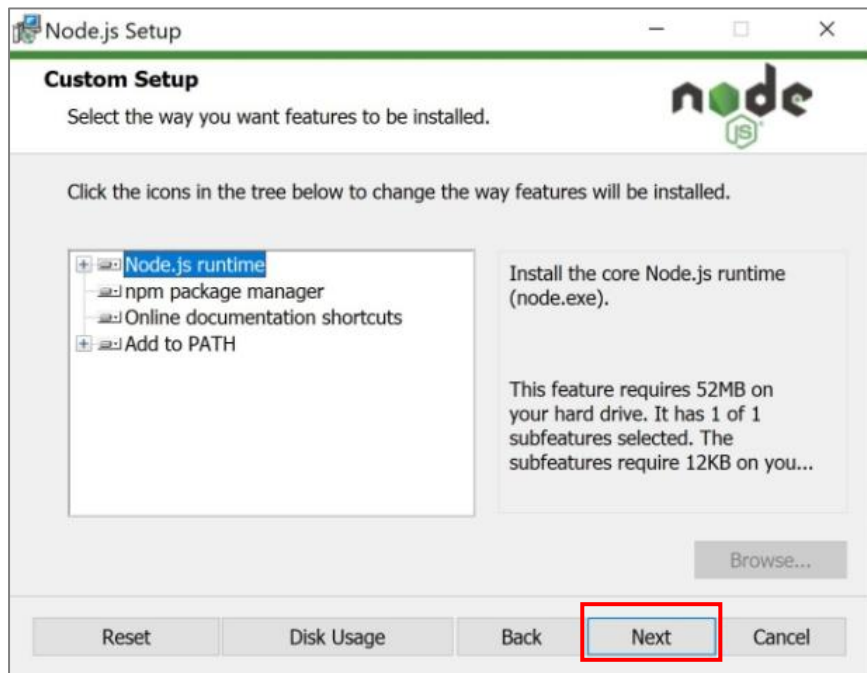 Node.js Setup
Custom Setup
Select the way you want features to be installed.
node
JS
Click the icons in the tree below to change the way features will be installed.
Node.js runtime
npm package manager
Online documentation shortcuts
Add to PATH
Install the core Node.js runtime
(node.exe).
This feature requires 52MB on
your hard drive. It has 1 of 1
subfeatures selected. The
subfeatures require 12KB on you...
Browse...
Reset
Disk Usage
Back
Next
Cancel